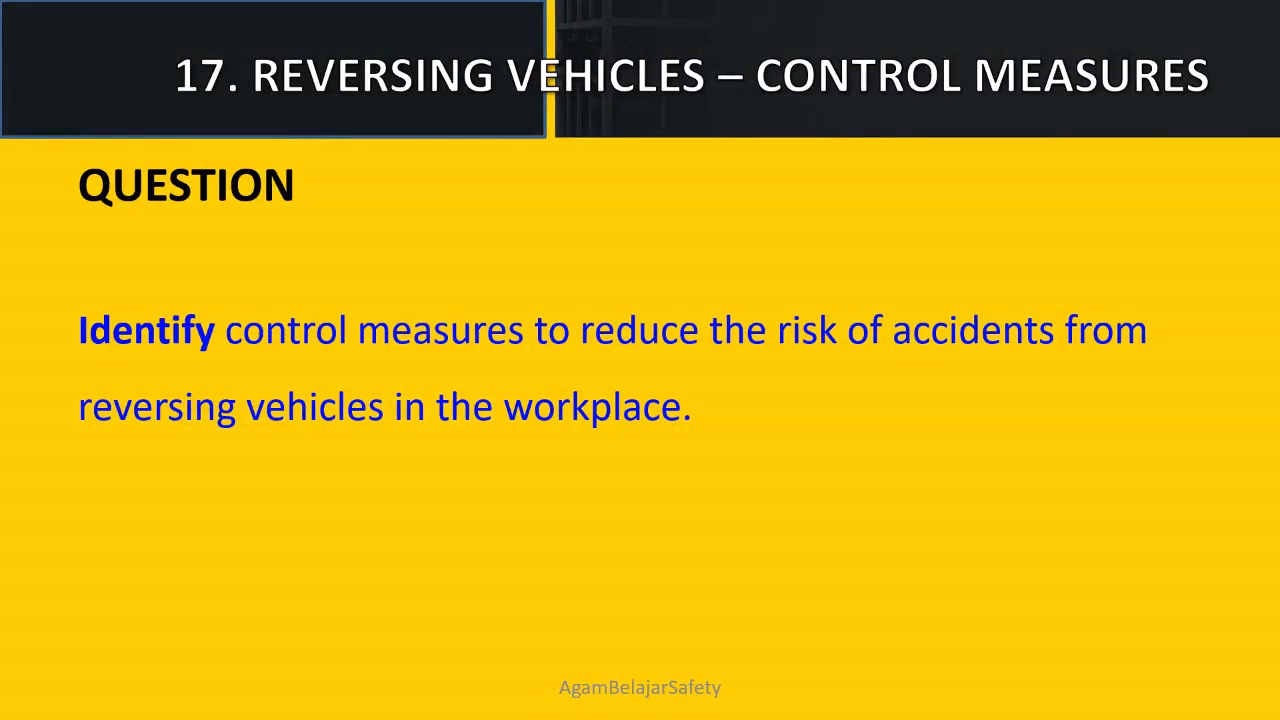 17. REVERSING VEHICLES – CONTROL MEASURES
QUESTION
Identify control measures to reduce the risk of accidents from
reversing vehicles in the workplace.
AgamBelajarSafety